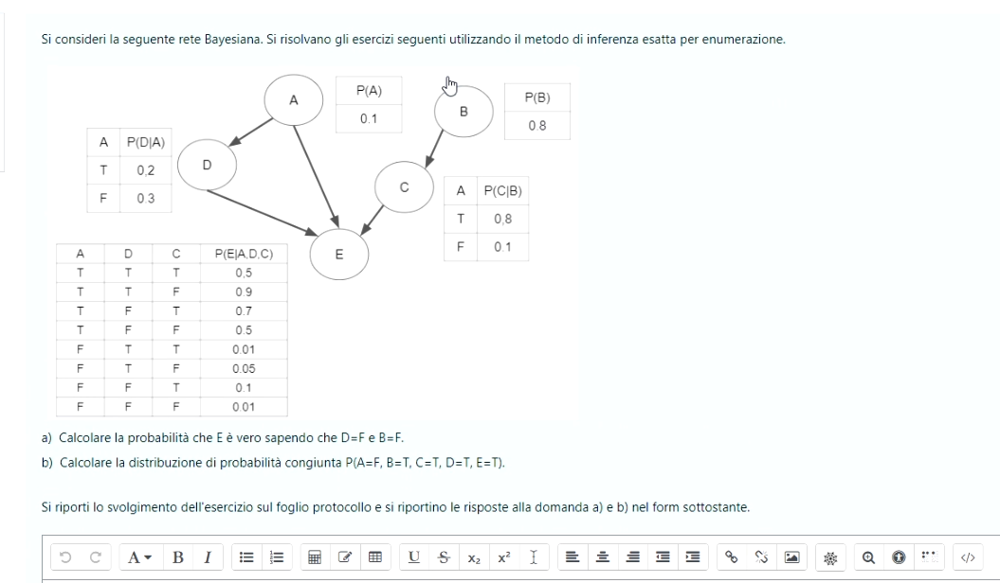 Si consideri la seguente rete Bayesiana. Si risolvano gli esercizi seguenti utilizzando il metodo di inferenza esatta per enumerazione.
A
P(A)
0.1
B
P(B)
0.8
A P(D|A)
T 0,2
F 0.3
D
C
A P(C|B)
T 0,8
F 0.1
E
A D C P(E|A,D,C)
T T T 0,5
T T F 0.9
T F T 0.7
T F F 0.5
F T T 0.01
F T F 0.05
F F T 0.1
F F F 0.01
a) Calcolare la probabilità che E è vero sapendo che D=F e B=F.
b) Calcolare la distribuzione di probabilità congiunta P(A=F, B=T, C=T, D=T, E=T).
Si riporti lo svolgimento dell'esercizio sul foglio protocollo e si riportino le risposte alla domanda a) e b) nel form sottostante.
A B I U S x₂ x² </>